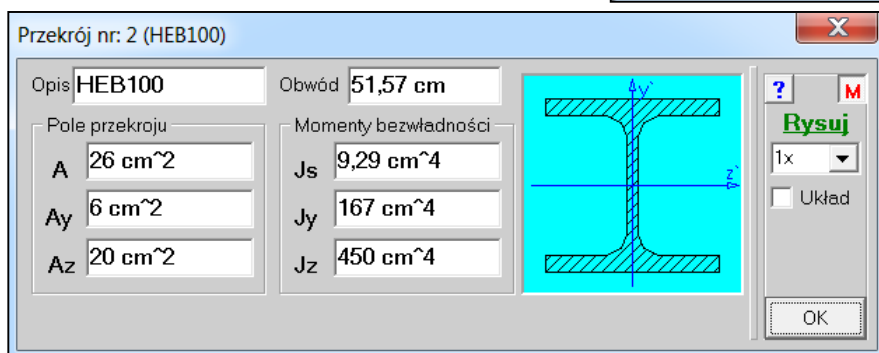 Przekrój nr: 2 (HEB100)
X
Opis HEB100
Obwód 51,57 cm
Pole przekroju
A 26 cm^2
Ay 6 cm^2
Az 20 cm^2
Momenty bezwładności
Js 9,29 cm^4
Jy 167 cm^4
Jz 450 cm^4
y`
z`
? M
Rysuj
1x
Układ
OK